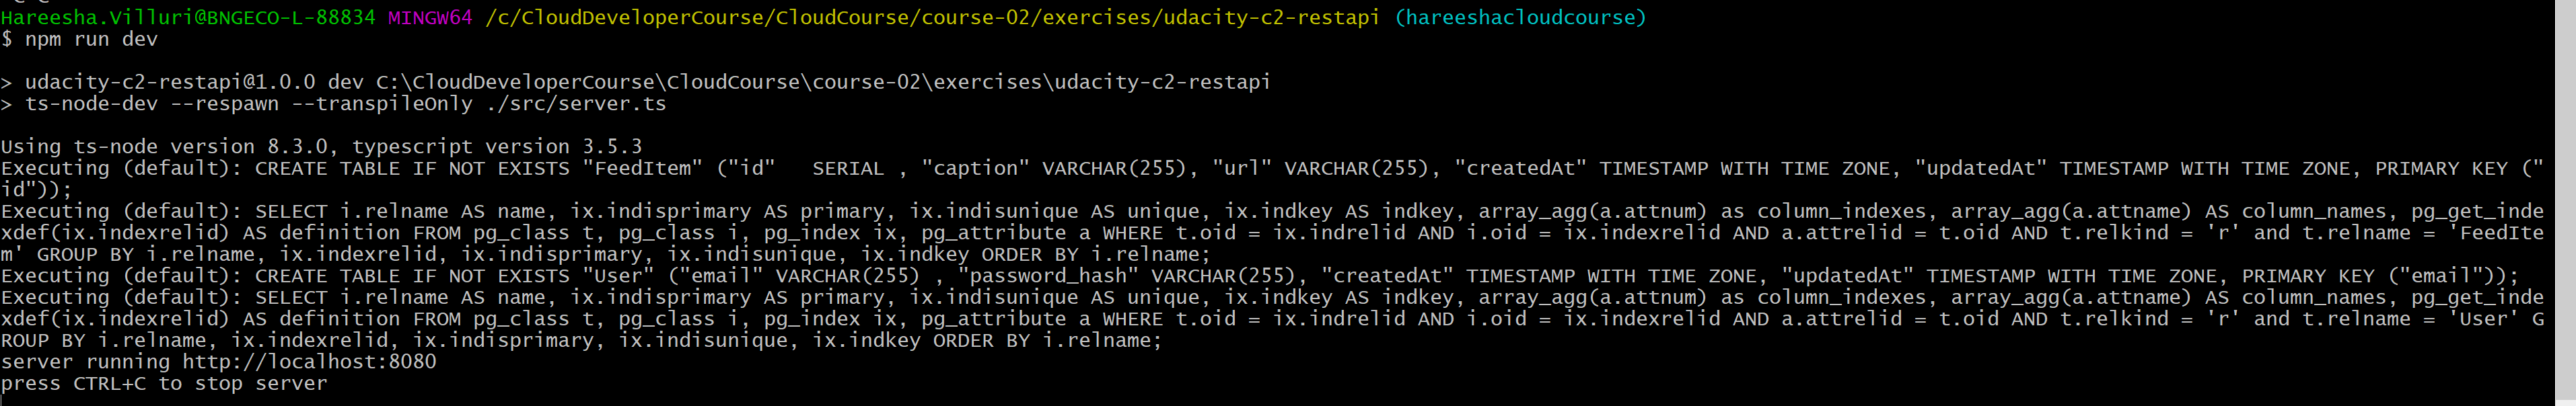 Hareesha.Villuri@BNGECO-L-88834 MINGW64 /c/CloudDeveloperCourse/CloudCourse/course-02/exercises/udacity-c2-restapi (hareeshacloudcourse)
$ npm run dev
> udacity-c2-restapi@1.0.0 dev C:\CloudDeveloperCourse\CloudCourse\course-02\exercises\udacity-c2-restapi
> ts-node-dev --respawn --transpileOnly ./src/server.ts
Using ts-node version 8.3.0, typescript version 3.5.3
Executing (default): CREATE TABLE IF NOT EXISTS "FeedItem" ("id"   SERIAL , "caption" VARCHAR(255), "url" VARCHAR(255), "createdAt" TIMESTAMP WITH TIME ZONE, "updatedAt" TIMESTAMP WITH TIME ZONE, PRIMARY KEY ("
id"));
Executing (default): SELECT i.relname AS name, ix.indisprimary AS primary, ix.indisunique AS unique, ix.indkey AS indkey, array_agg(a.attnum) as column_indexes, array_agg(a.attname) AS column_names, pg_get_inde
xdef(ix.indexrelid) AS definition FROM pg_class t, pg_class i, pg_index ix, pg_attribute a WHERE t.oid = ix.indrelid AND i.oid = ix.indexrelid AND a.attrelid = t.oid AND t.relkind = 'r' and t.relname = 'FeedIte
m' GROUP BY i.relname, ix.indexrelid, ix.indisprimary, ix.indisunique, ix.indkey ORDER BY i.relname;
Executing (default): CREATE TABLE IF NOT EXISTS "User" ("email" VARCHAR(255) , "password_hash" VARCHAR(255), "createdAt" TIMESTAMP WITH TIME ZONE, "updatedAt" TIMESTAMP WITH TIME ZONE, PRIMARY KEY ("email"));
Executing (default): SELECT i.relname AS name, ix.indisprimary AS primary, ix.indisunique AS unique, ix.indkey AS indkey, array_agg(a.attnum) as column_indexes, array_agg(a.attname) AS column_names, pg_get_inde
xdef(ix.indexrelid) AS definition FROM pg_class t, pg_class i, pg_index ix, pg_attribute a WHERE t.oid = ix.indrelid AND i.oid = ix.indexrelid AND a.attrelid = t.oid AND t.relkind = 'r' and t.relname = 'User' G
ROUP BY i.relname, ix.indexrelid, ix.indisprimary, ix.indisunique, ix.indkey ORDER BY i.relname;
server running http://localhost:8080
press CTRL+C to stop server